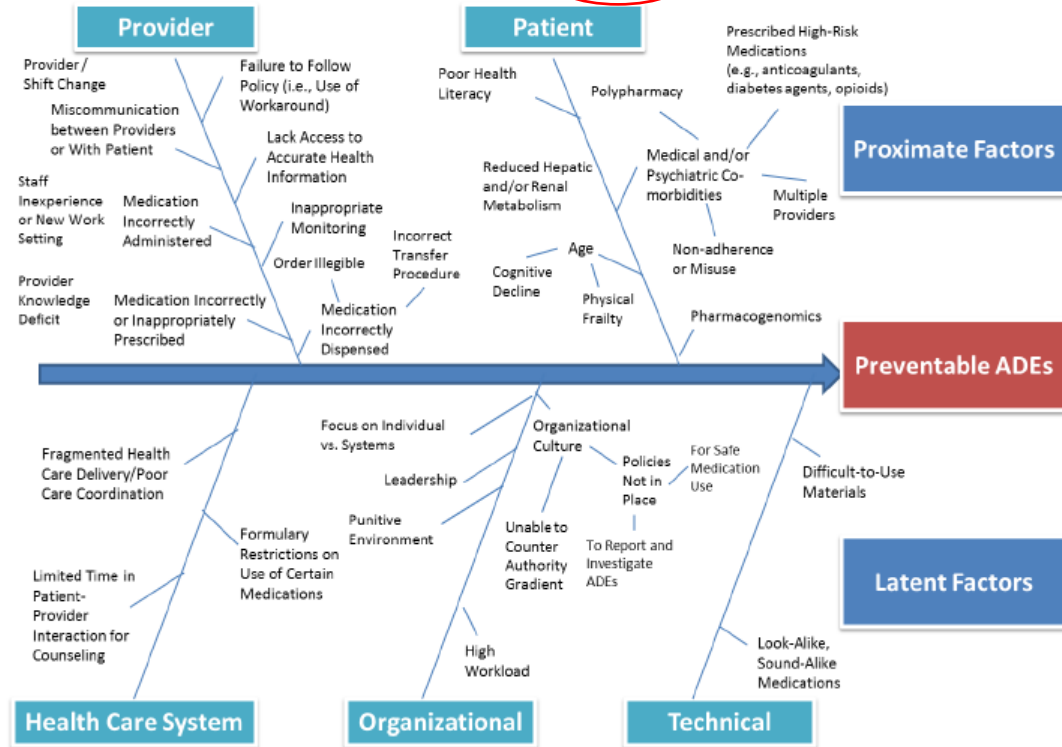 Provider
Patient
Provider/
Shift Change
Failure to Follow
Policy (i.e., Use of
Workaround)
Miscommunication
between Providers
or With Patient
Lack Access to
Accurate Health
Information
Staff
Inexperience
or New Work
Setting
Medication
Incorrectly
Administered
Inappropriate
Monitoring
Order Illegible
Incorrect
Transfer
Procedure
Provider
Knowledge
Deficit
Medication Incorrectly
or Inappropriately
Prescribed
Medication
Incorrectly
Dispensed
Poor Health
Literacy
Polypharmacy
Prescribed High-Risk
Medications
(e.g., anticoagulants,
diabetes agents, opioids)
Reduced Hepatic
and/or Renal
Metabolism
Medical and/or
Psychiatric Co-
morbidities
Multiple
Providers
Non-adherence
or Misuse
Age
Cognitive
Decline
Physical
Frailty
Pharmacogenomics
Proximate Factors
Preventable ADEs
Fragmented Health
Care Delivery/Poor
Care Coordination
Formulary
Restrictions on
Use of Certain
Medications
Limited Time in
Patient-
Provider
Interaction for
Counseling
Focus on Individual
vs. Systems
Leadership
Punitive
Environment
Organizational
Culture
Policies
Not in
Place
For Safe
Medication
Use
Unable to
Counter
Authority
Gradient
To Report and
Investigate
ADEs
High
Workload
Difficult-to-Use
Materials
Look-Alike,
Sound-Alike
Medications
Latent Factors
Health Care System
Organizational
Technical